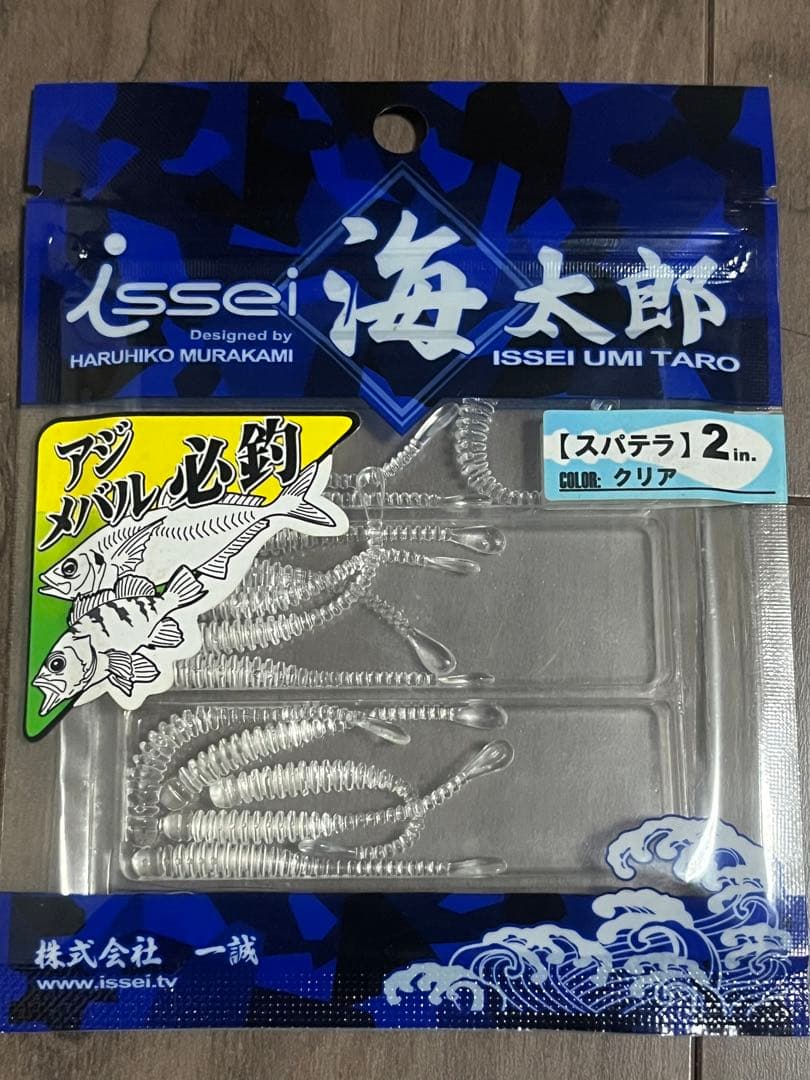 issei
Designed by
HARUHIKO MURAKAMI
海太郎
ISSEI UMI TARO
アジ
メバル必釣
【スパテラ】2in.
COLOR: クリア
株式会社 一誠
www.issei.tv